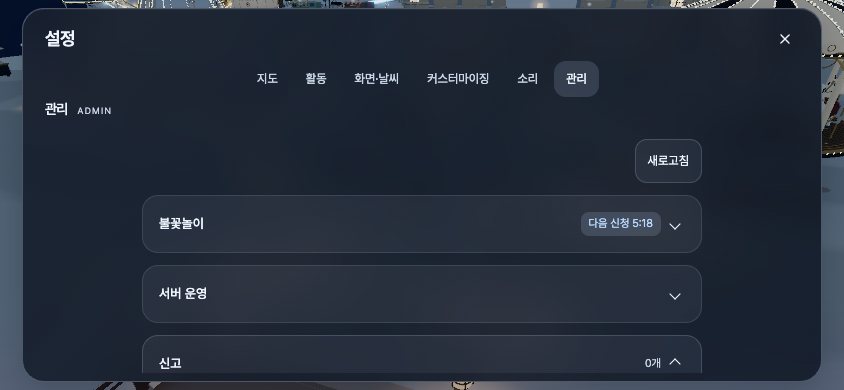 설정
지도 활동 화면·날씨 커스터마이징 소리 관리
관리 ADMIN
새로고침
불꽃놀이 다음 신청 5:18
서버 운영
신고 0개